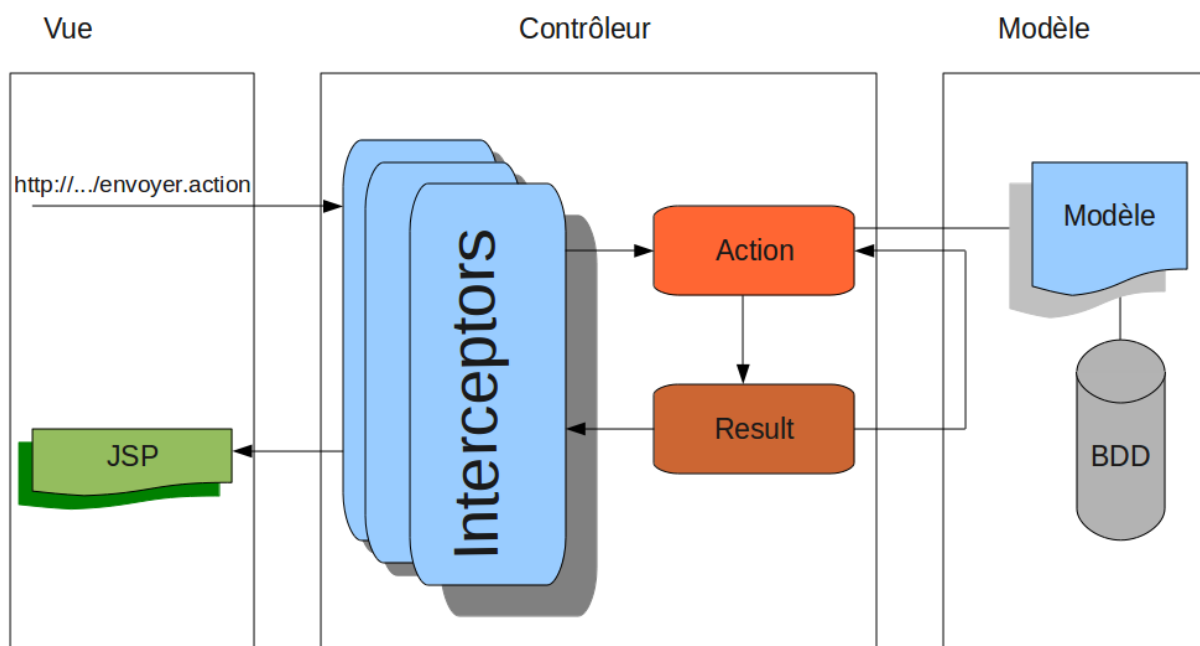 Vue
Contrôleur
Modèle
http://.../envoyer.action
Interceptors
Action
Modèle
JSP
Result
BDD